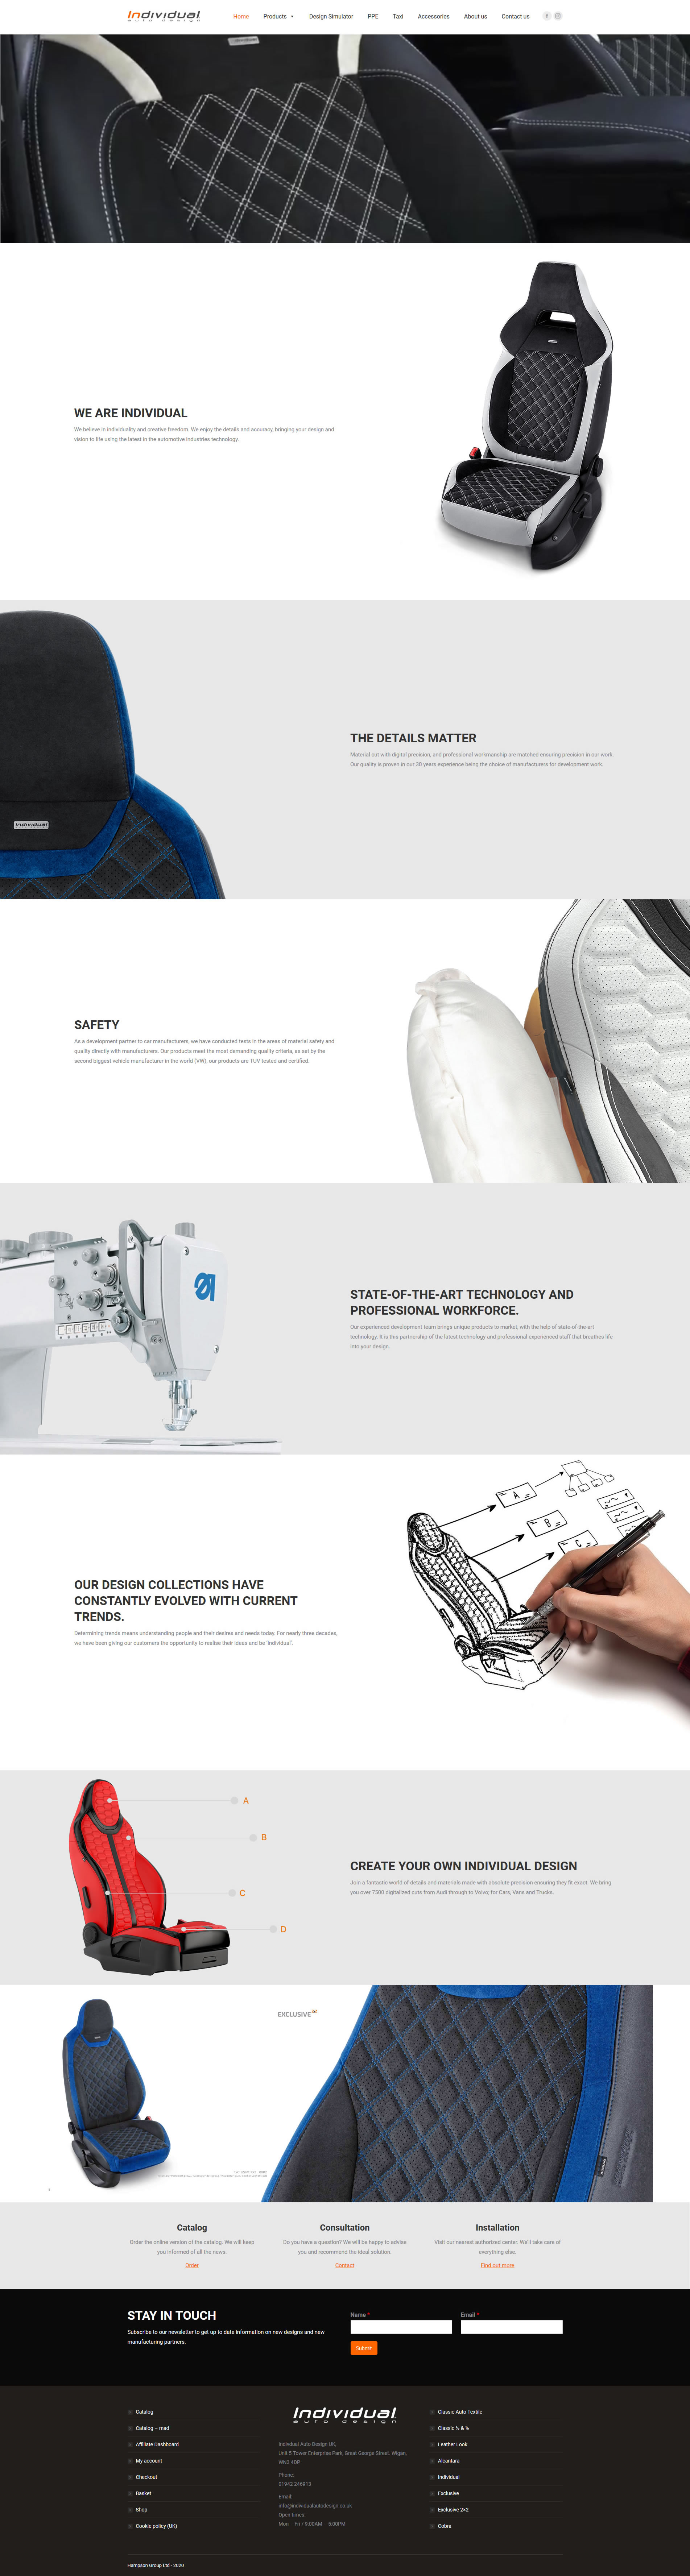 Individual
auto design
Home
Products
Design Simulator
PPE
Taxi
Accessories
About us
Contact us
WE ARE INDIVIDUAL
We believe in individuality and creative freedom. We enjoy the details and accuracy, bringing your design and
vision to life using the latest in the automotive industries technology.
Individual
THE DETAILS MATTER
Material cut with digital precision, and professional workmanship are matched ensuring precision in our work.
Our quality is proven in our 30 years experience being the choice of manufacturers for development work.
SAFETY
As a development partner to car manufacturers, we have conducted tests in the areas of material safety and
quality directly with manufacturers. Our products meet the most demanding quality criteria, as set by the
second biggest vehicle manufacturer in the world (VW), our products are TUV tested and certified.
STATE-OF-THE-ART TECHNOLOGY AND
PROFESSIONAL WORKFORCE.
Our experienced development team brings unique products to market, with the help of state-of-the-art
technology. It is this partnership of the latest technology and professional experienced staff that breathes life
into your design.
A
B
C
OUR DESIGN COLLECTIONS HAVE
CONSTANTLY EVOLVED WITH CURRENT
TRENDS.
Determining trends means understanding people and their desires and needs today. For nearly three decades,
we have been giving our customers the opportunity to realise their ideas and be "Individual".
A
B
C
D
CREATE YOUR OWN INDIVIDUAL DESIGN
Join a fantastic world of details and materials made with absolute precision ensuring they fit exact. We bring
you over 7500 digitalized cuts from Audi through to Volvo; for Cars, Vans and Trucks.
EXCLUSIVE
Catalog
Order the online version of the catalog. We will keep
you informed of all the news.
Order
Consultation
Do you have a question? We will be happy to advise
you and recommend the ideal solution.
Contact
Installation
Visit our nearest authorized center. We'll take care of
everything else.
Find out more
STAY IN TOUCH
Subscribe to our newsletter to get up to date information on new designs and new
manufacturing partners.
Name *
Email *
Submit
Catalog
Catalog – mad
Affiliate Dashboard
My account
Checkout
Basket
Shop
Cookie policy (UK)
Individual
auto design
Individual Auto Design UK,
Unit 5 Tower Enterprise Park, Great George Street. Wigan,
WN3 4DP
Phone:
01942 246913
Email:
info@individualautodesign.co.uk
Open times:
Mon – Fri / 9:00AM – 5:00PM
Classic Auto Textile
Classic ⅓ & ⅔
Leather Look
Alcantara
Individual
Exclusive
Exclusive 2×2
Cobra
Hampson Group Ltd - 2020